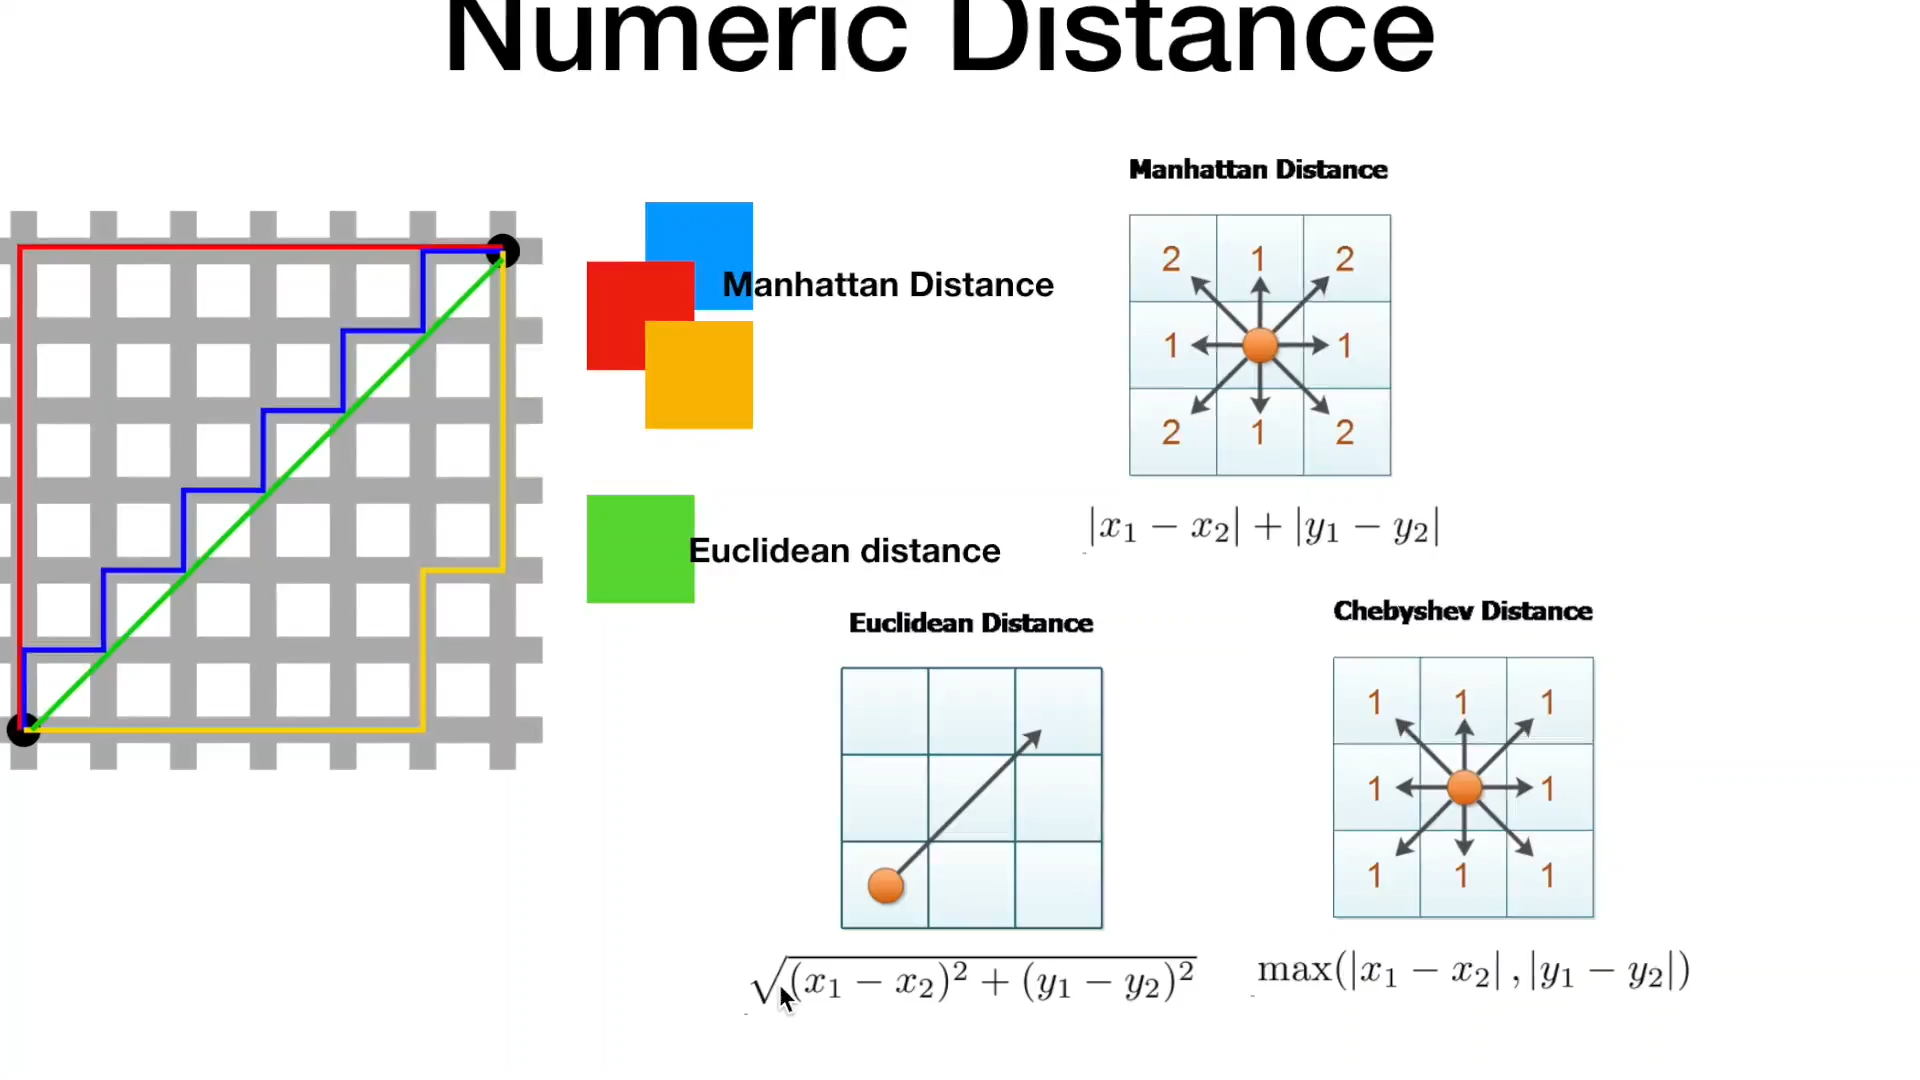 Numeric Distance
Manhattan Distance
Euclidean distance
Manhattan Distance
2 1 2
1 1
2 1 2
|x₁ − x₂| + |y₁ − y₂|
Euclidean Distance
√(x₁ − x₂)² + (y₁ − y₂)²
Chebyshev Distance
1 1 1
1 1
1 1 1
max(|x₁ − x₂| , |y₁ − y₂|)